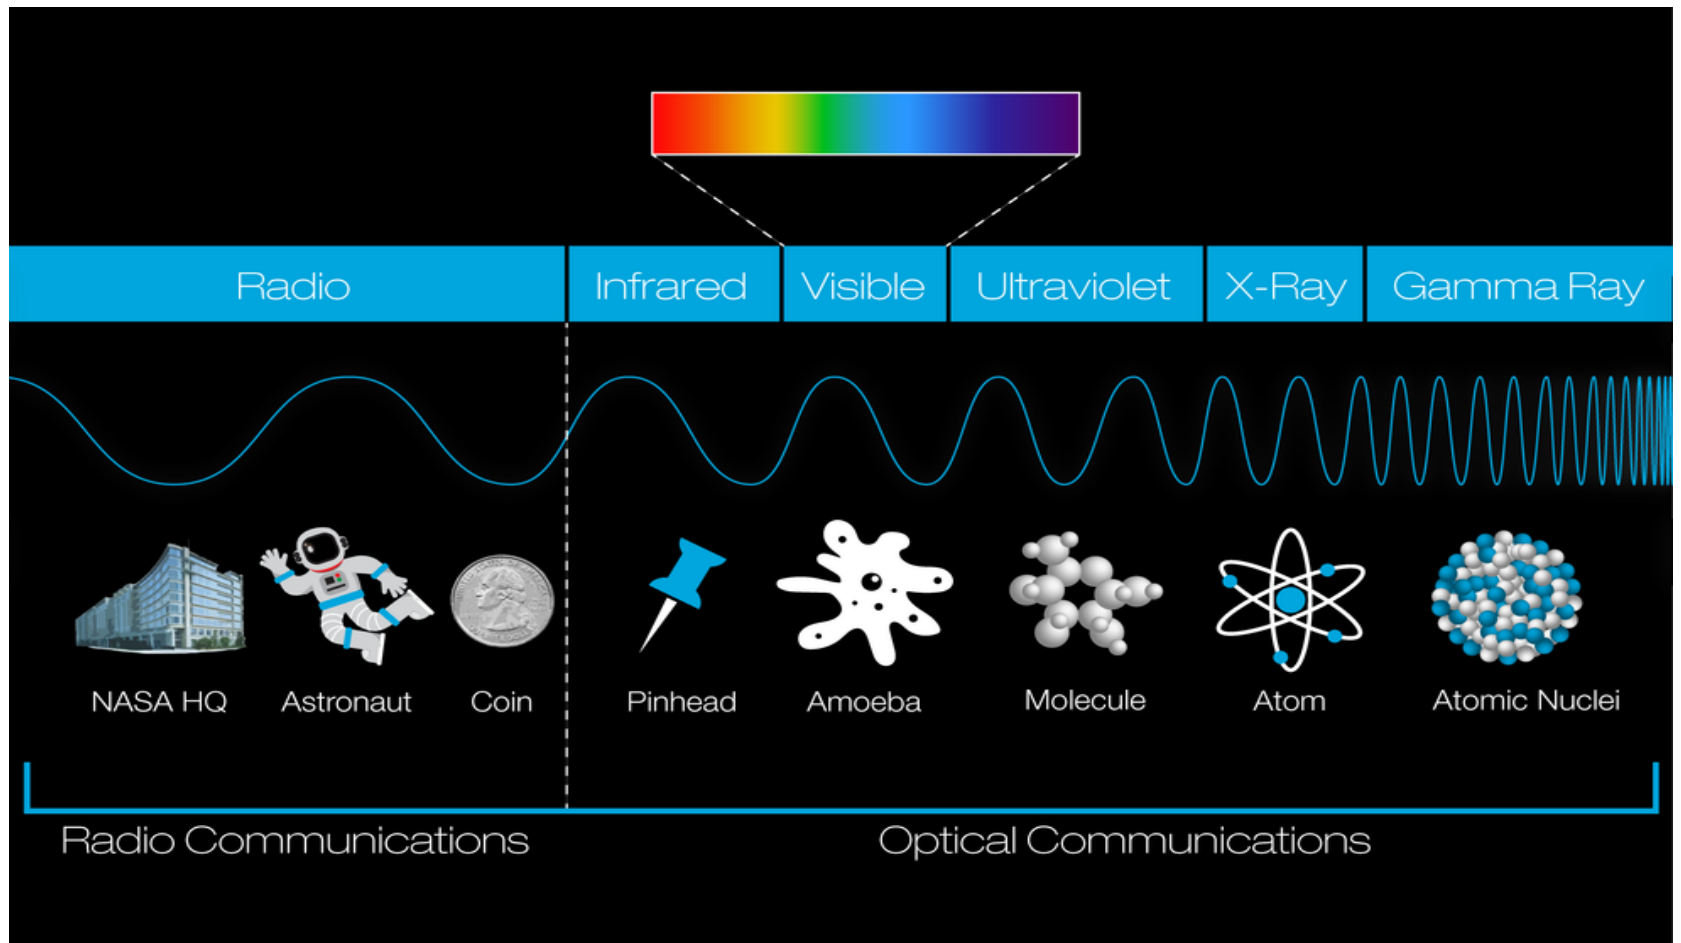 Radio
Infrared
Visible
Ultraviolet
X-Ray
Gamma Ray
NASA HQ
Astronaut
Coin
Pinhead
Amoeba
Molecule
Atom
Atomic Nuclei
Radio Communications
Optical Communications